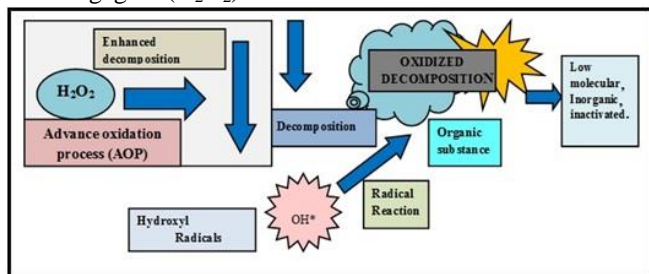 Enhanced
decomposition
H₂O₂
Advance oxidation
process (AOP)
Decomposition
OXIDIZED
DECOMPOSITION
Low
molecular,
Inorganic,
inactivated.
Organic
substance
Radical
Reaction
Hydroxyl
Radicals
OH*